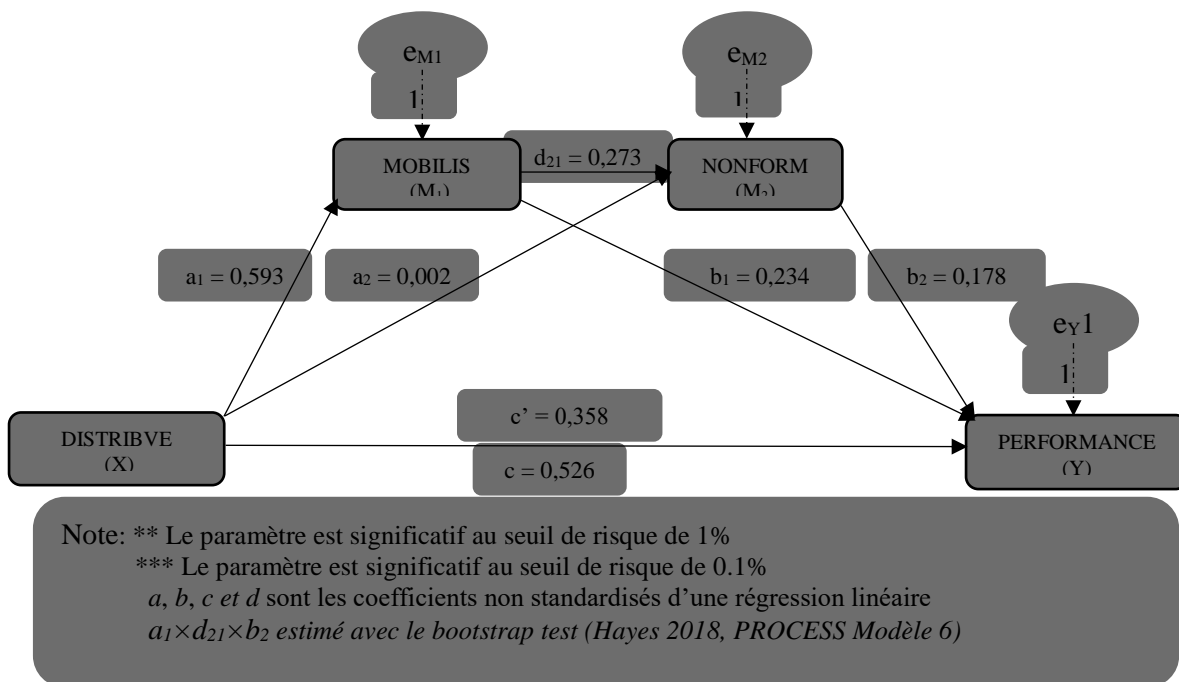 e_M1
1
e_M2
1
MOBILIS
(M₁)
d₂₁ = 0,273
NONFORM
(M₂)
a₁ = 0,593
a₂ = 0,002
b₁ = 0,234
b₂ = 0,178
e_Y1
1
c’ = 0,358
DISTRIBVE
(X)
PERFORMANCE
(Y)
c = 0,526
Note: ** Le paramètre est significatif au seuil de risque de 1%
*** Le paramètre est significatif au seuil de risque de 0.1%
a, b, c et d sont les coefficients non standardisés d’une régression linéaire
a₁×d₂₁×b₂ estimé avec le bootstrap test (Hayes 2018, PROCESS Modèle 6)